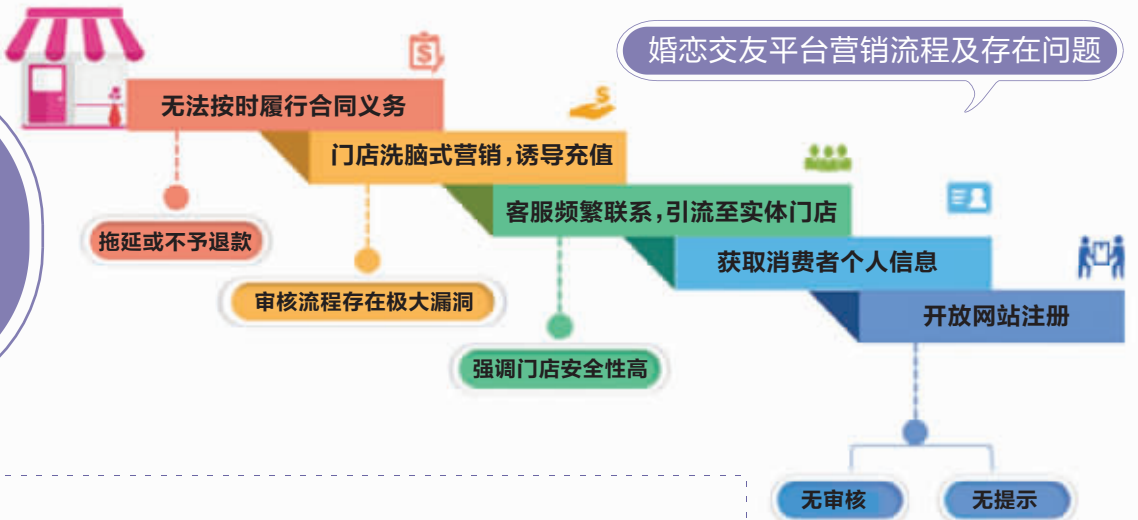 婚恋交友平台营销流程及存在问题
无法按时履行合同义务
门店洗脑式营销,诱导充值
客服频繁联系,引流至实体门店
获取消费者个人信息
开放网站注册
拖延或不予退款
审核流程存在极大漏洞
强调门店安全性高
无审核
无提示